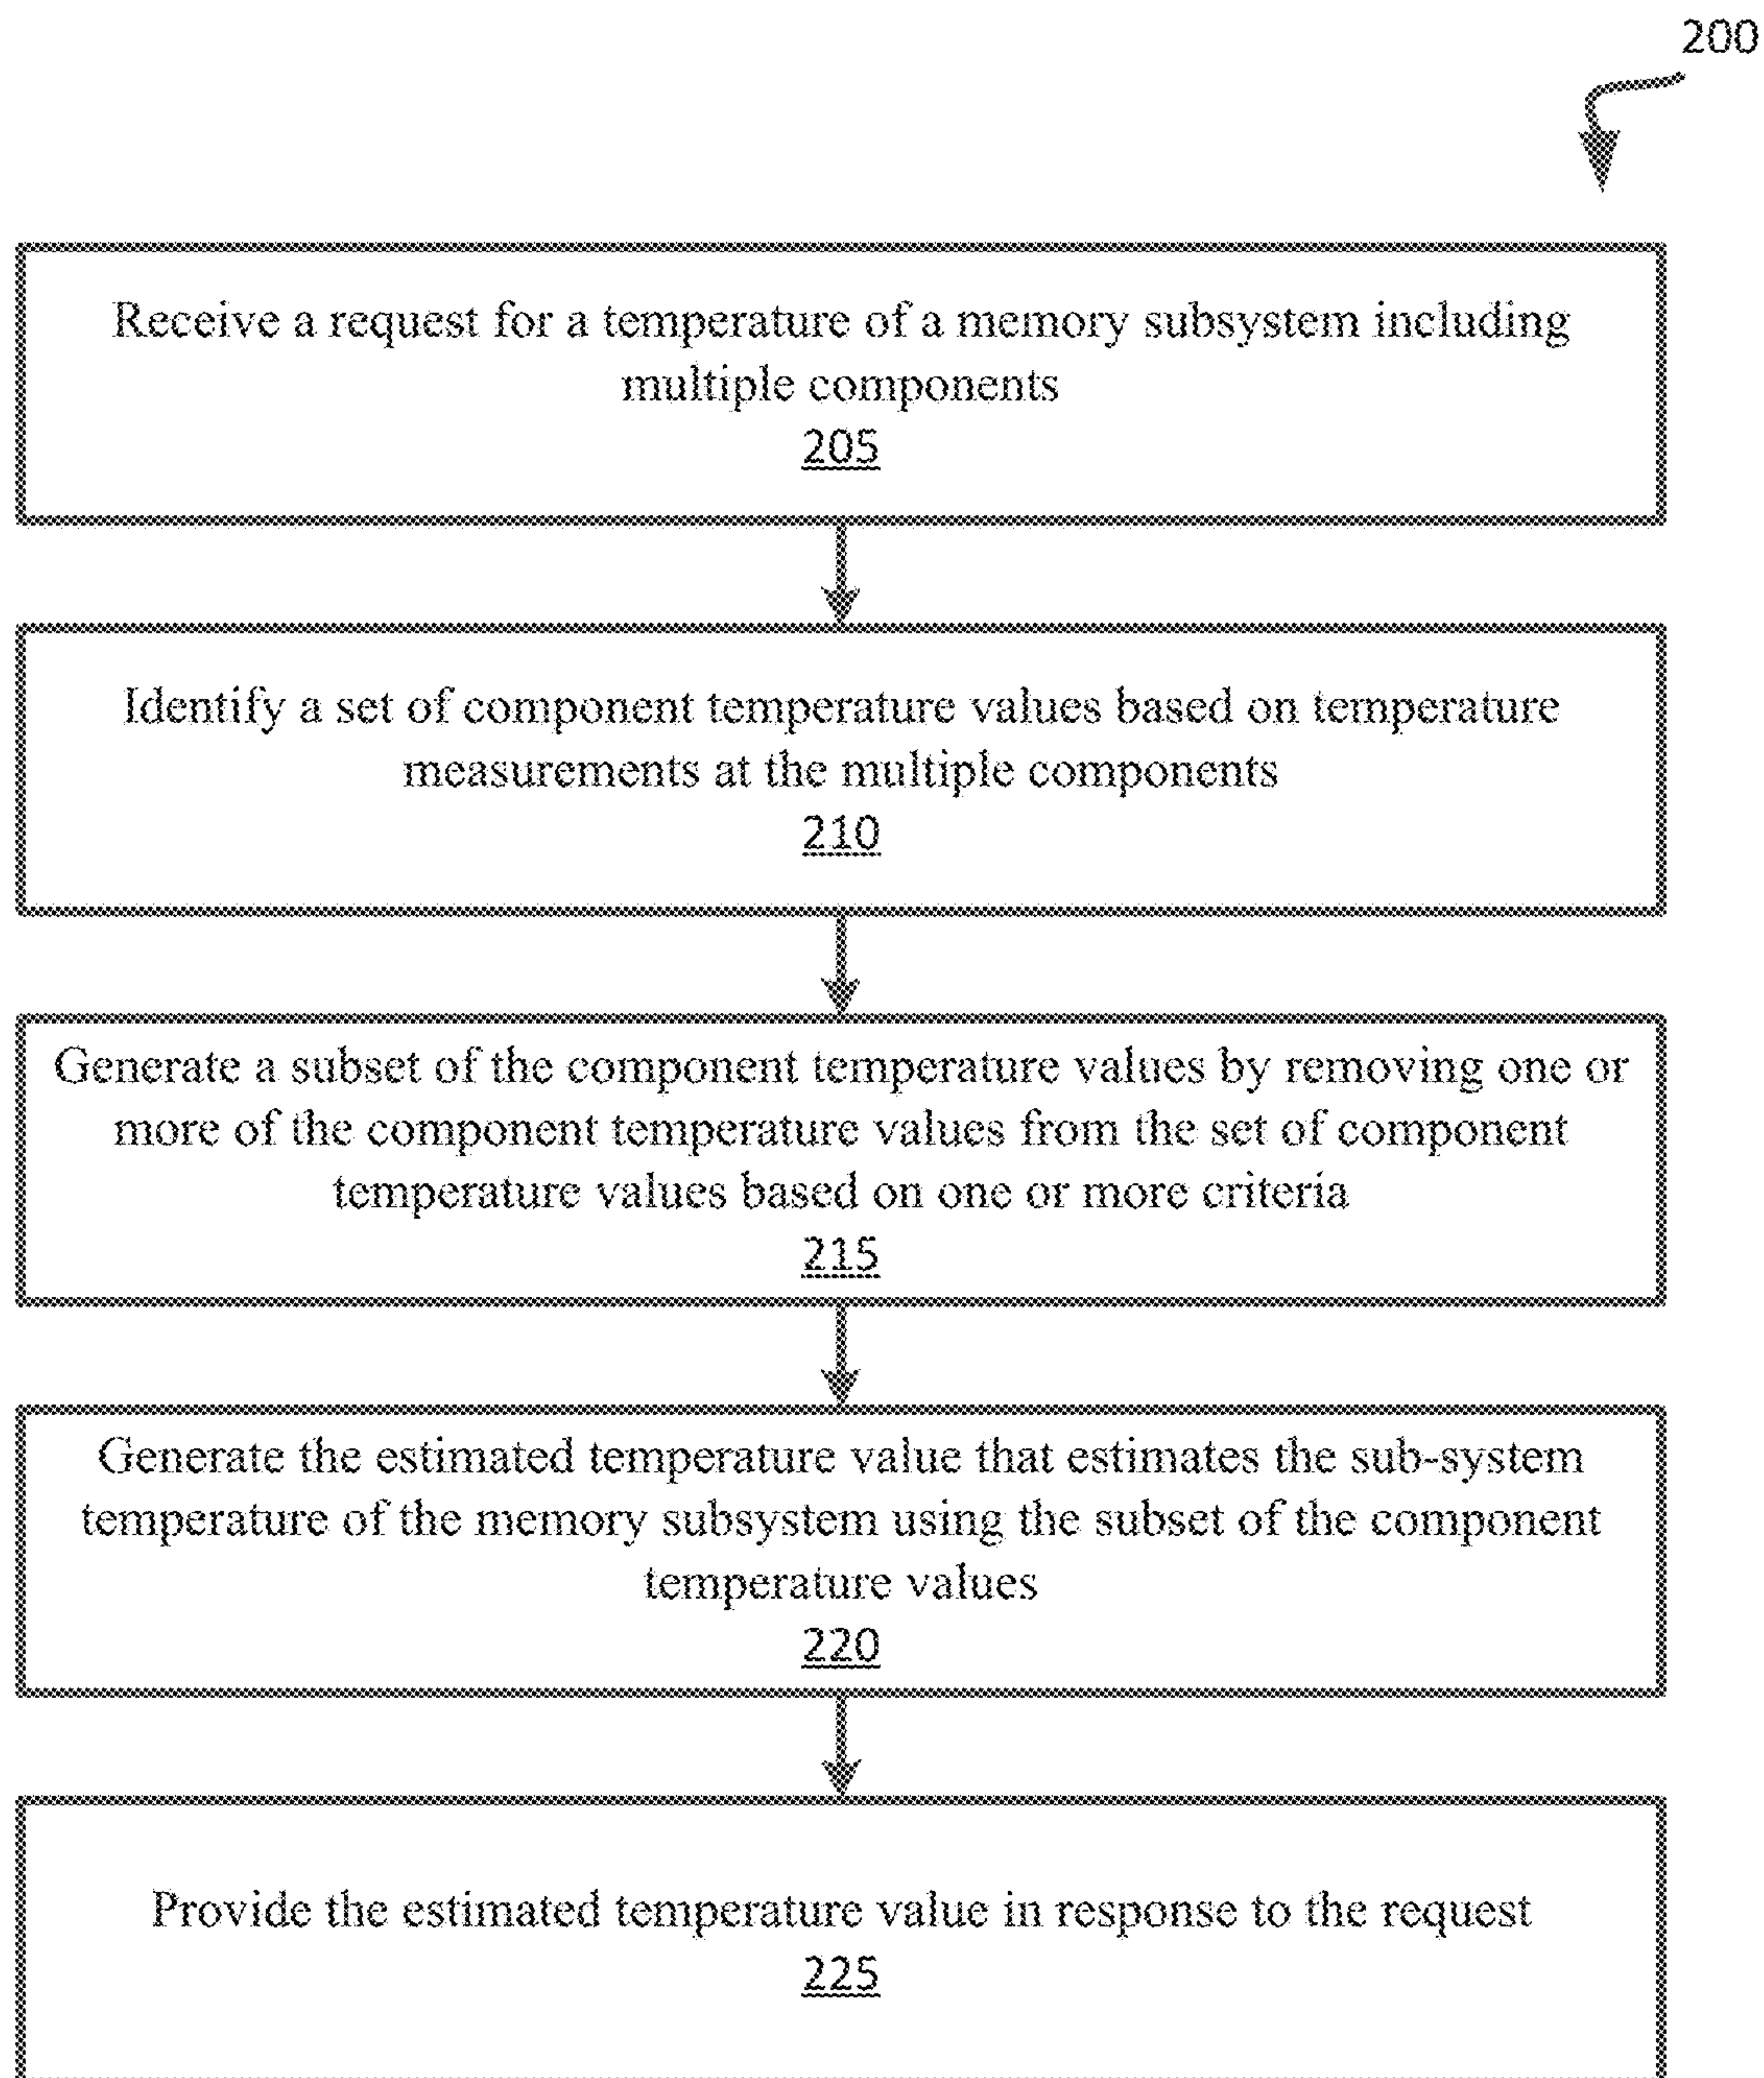 200
Receive a request for a temperature of a memory subsystem including
multiple components
205
Identify a set of component temperature values based on temperature
measurements at the multiple components
210
Generate a subset of the component temperature values by removing one or
more of the component temperature values from the set of component
temperature values based on one or more criteria
215
Generate the estimated temperature value that estimates the sub-system
temperature of the memory subsystem using the subset of the component
temperature values
220
Provide the estimated temperature value in response to the request
225